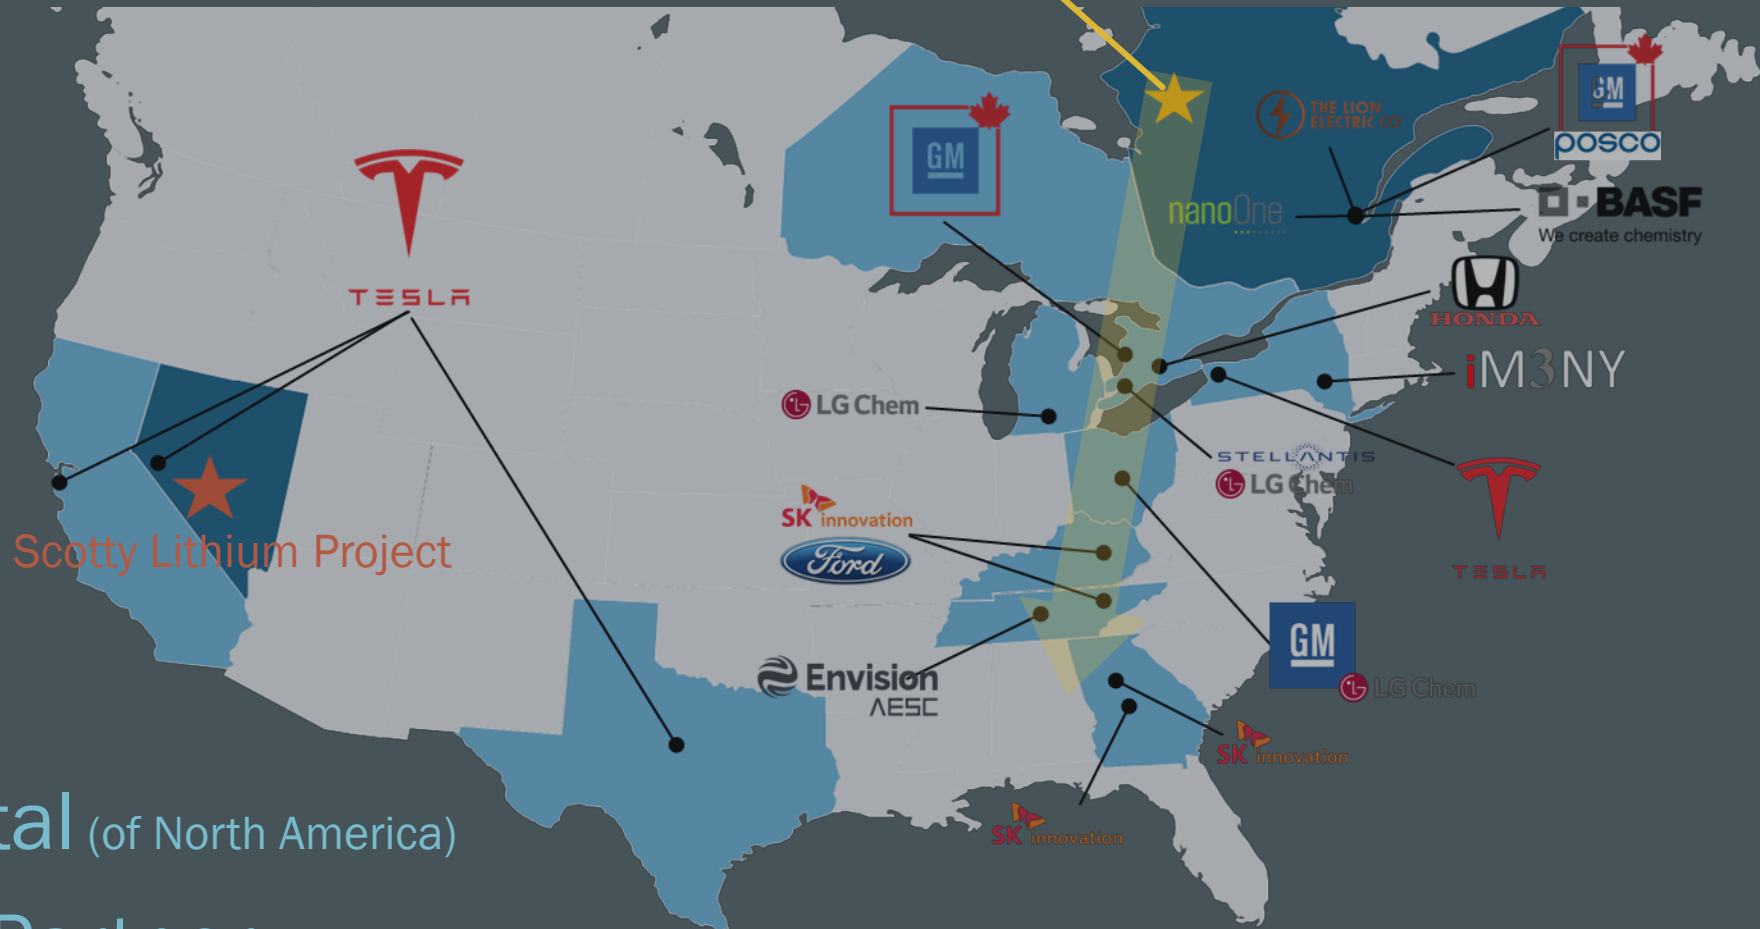 GM
THE LION
ELECTRIC CO
GM
posco
nanoOne
BASF
We create chemistry
HONDA
iM3NY
TESLA
LG Chem
STELLANTIS
LG Chem
SK innovation
Ford
Scotty Lithium Project
TESLA
GM
LG Chem
Envision
AESC
SK innovation
SK innovation
tal (of North America)